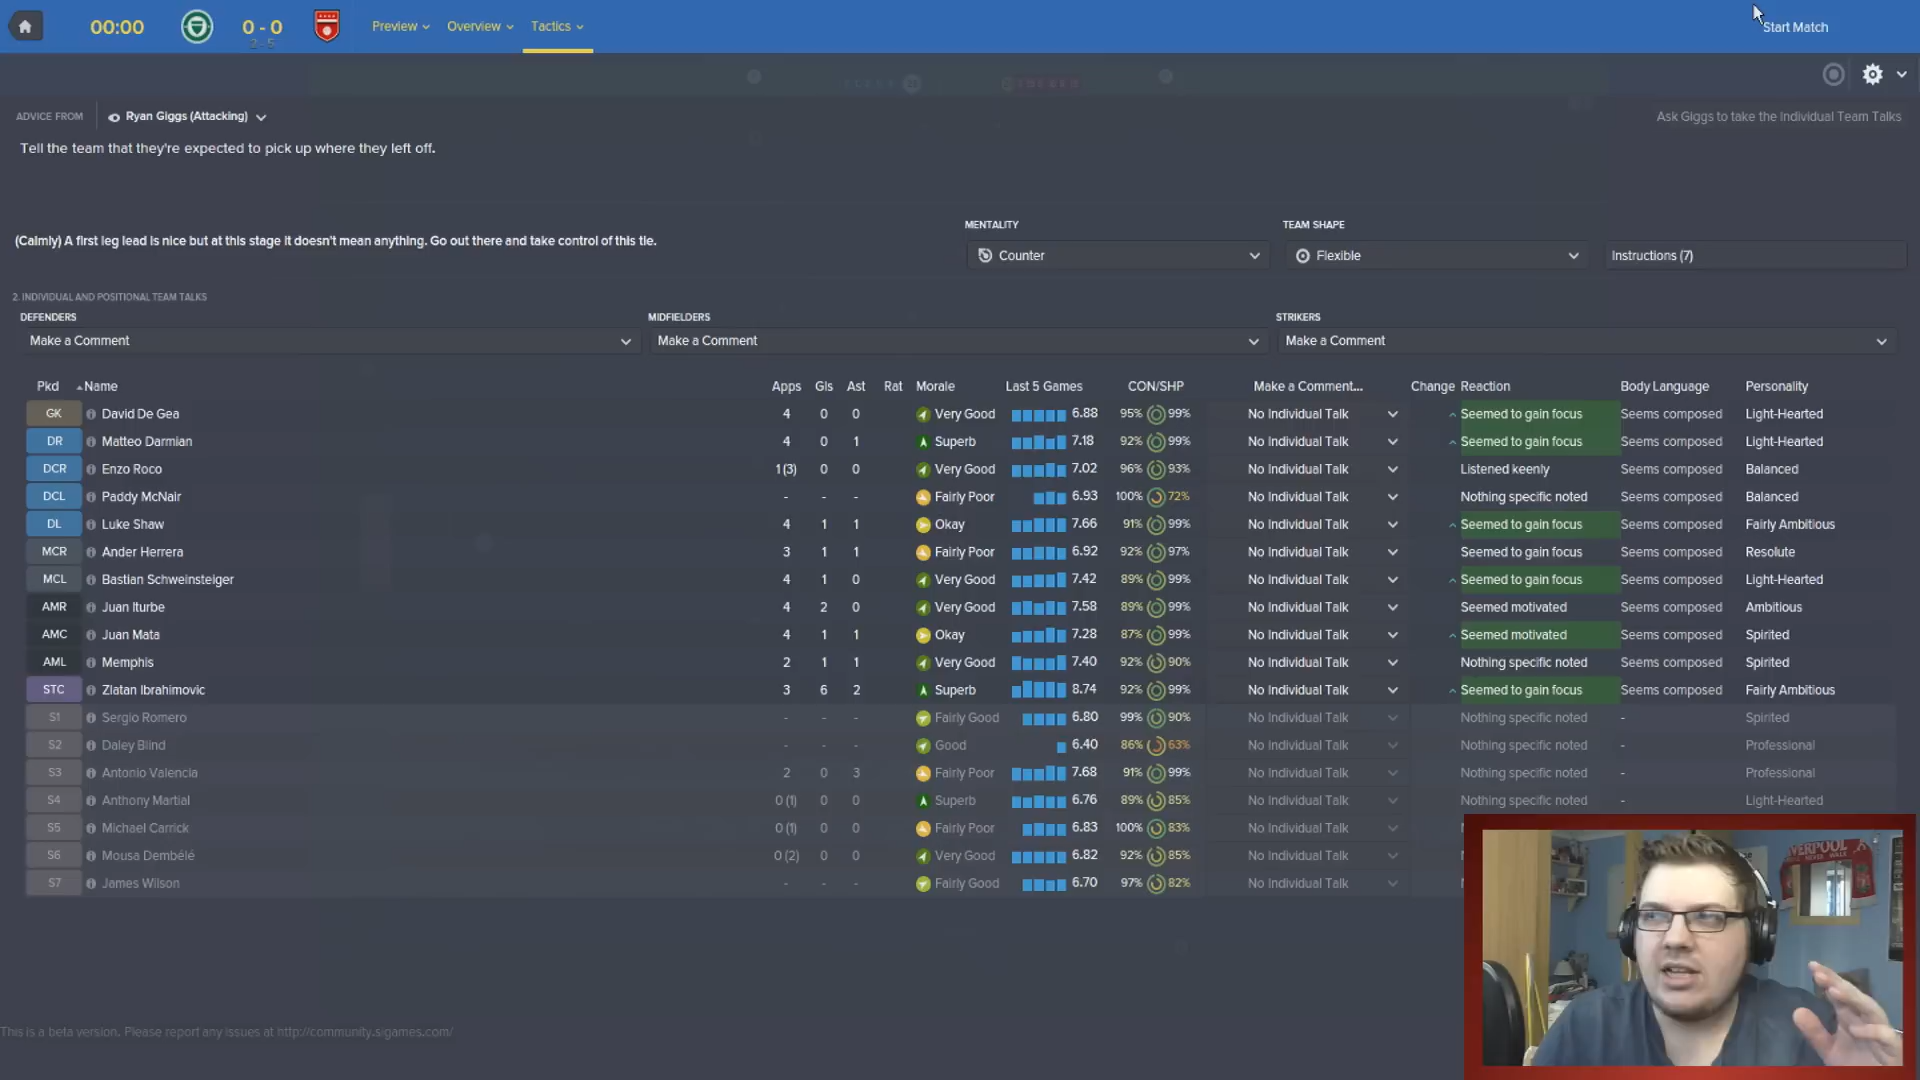 00:00 0 - 0 Preview Overview Tactics Start Match
2 - 5
ADVICE FROM Ryan Giggs (Attacking) Ask Giggs to take the Individual Team Talks
Tell the team that they're expected to pick up where they left off.
MENTALITY TEAM SHAPE
(Calmly) A first leg lead is nice but at this stage it doesn't mean anything. Go out there and take control of this tie. Counter Flexible Instructions (7)
2. INDIVIDUAL AND POSITIONAL TEAM TALKS
DEFENDERS MIDFIELDERS STRIKERS
Make a Comment Make a Comment Make a Comment
Pkd Name Apps Gls Ast Rat Morale Last 5 Games CON/SHP Make a Comment... Change Reaction Body Language Personality
GK David De Gea 4 0 0 Very Good 6.88 95% 99% No Individual Talk Seemed to gain focus Seems composed Light-Hearted
DR Matteo Darmian 4 0 1 Superb 7.18 92% 99% No Individual Talk Seemed to gain focus Seems composed Light-Hearted
DCR Enzo Roco 1 (3) 0 0 Very Good 7.02 96% 93% No Individual Talk Listened keenly Seems composed Balanced
DCL Paddy McNair - - - Fairly Poor 6.93 100% 72% No Individual Talk Nothing specific noted Seems composed Balanced
DL Luke Shaw 4 1 1 Okay 7.66 91% 99% No Individual Talk Seemed to gain focus Seems composed Fairly Ambitious
MCR Ander Herrera 3 1 1 Fairly Poor 6.92 92% 97% No Individual Talk Seemed to gain focus Seems composed Resolute
MCL Bastian Schweinsteiger 4 1 0 Very Good 7.42 89% 99% No Individual Talk Seemed to gain focus Seems composed Light-Hearted
AMR Juan Iturbe 4 2 0 Very Good 7.58 89% 99% No Individual Talk Seemed motivated Seems composed Ambitious
AMC Juan Mata 4 1 1 Okay 7.28 87% 99% No Individual Talk Seemed motivated Seems composed Spirited
AML Memphis 2 1 1 Very Good 7.40 92% 90% No Individual Talk Nothing specific noted Seems composed Spirited
STC Zlatan Ibrahimovic 3 6 2 Superb 8.74 92% 99% No Individual Talk Seemed to gain focus Seems composed Fairly Ambitious
S1 Sergio Romero - - - Fairly Good 6.80 99% 90% No Individual Talk Nothing specific noted - Spirited
S2 Daley Blind - - - Good 6.40 86% 63% No Individual Talk Nothing specific noted - Professional
S3 Antonio Valencia 2 0 3 Fairly Poor 7.68 91% 99% No Individual Talk Nothing specific noted - Professional
S4 Anthony Martial 0 (1) 0 0 Superb 6.76 89% 85% No Individual Talk Nothing specific noted - Light-Hearted
S5 Michael Carrick 0 (1) 0 0 Fairly Poor 6.83 100% 83% No Individual Talk
S6 Mousa Dembélé 0 (2) 0 0 Very Good 6.82 92% 85% No Individual Talk
S7 James Wilson - - - Fairly Good 6.70 97% 82% No Individual Talk
This is a beta version. Please report any issues at http://community.sigames.com/